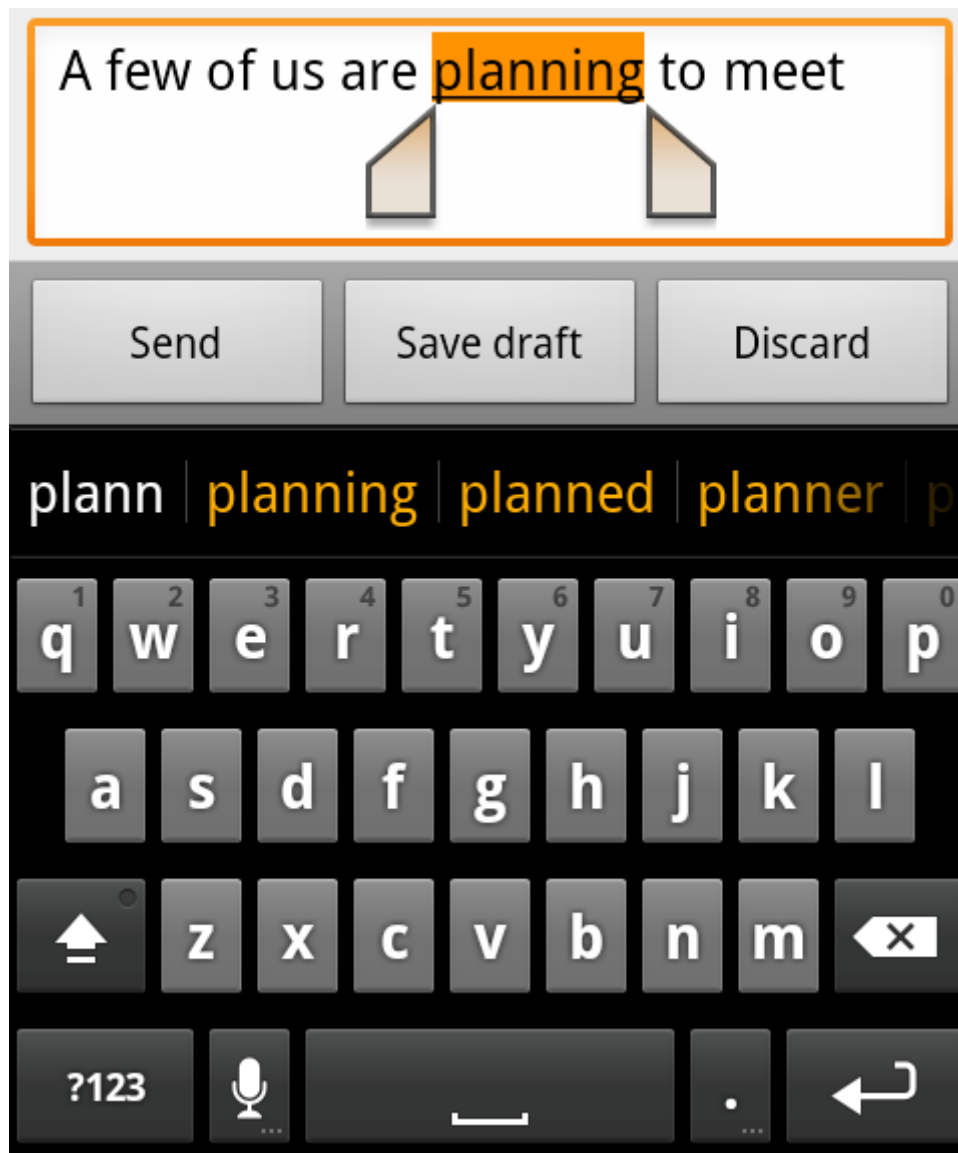 A few of us are planning to meet
Send Save draft Discard
plann planning planned planner p
1 2 3 4 5 6 7 8 9 0
q w e r t y u i o p
a s d f g h j k l
z x c v b n m
?123 . ...